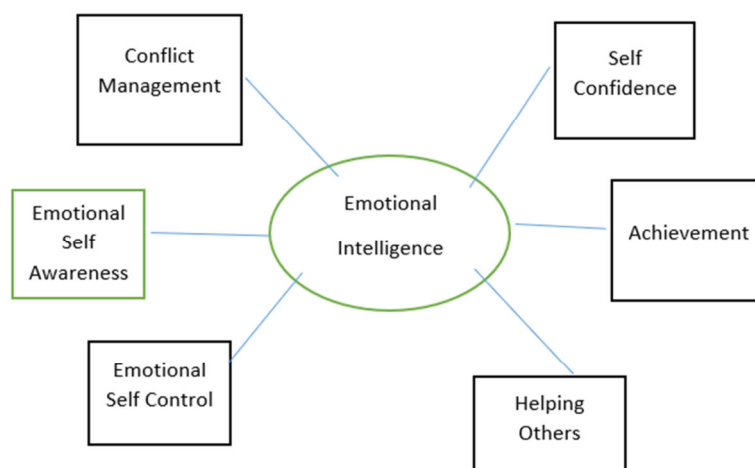 Conflict
Management
Self
Confidence
Emotional
Self
Awareness
Emotional
Intelligence
Achievement
Emotional
Self Control
Helping
Others